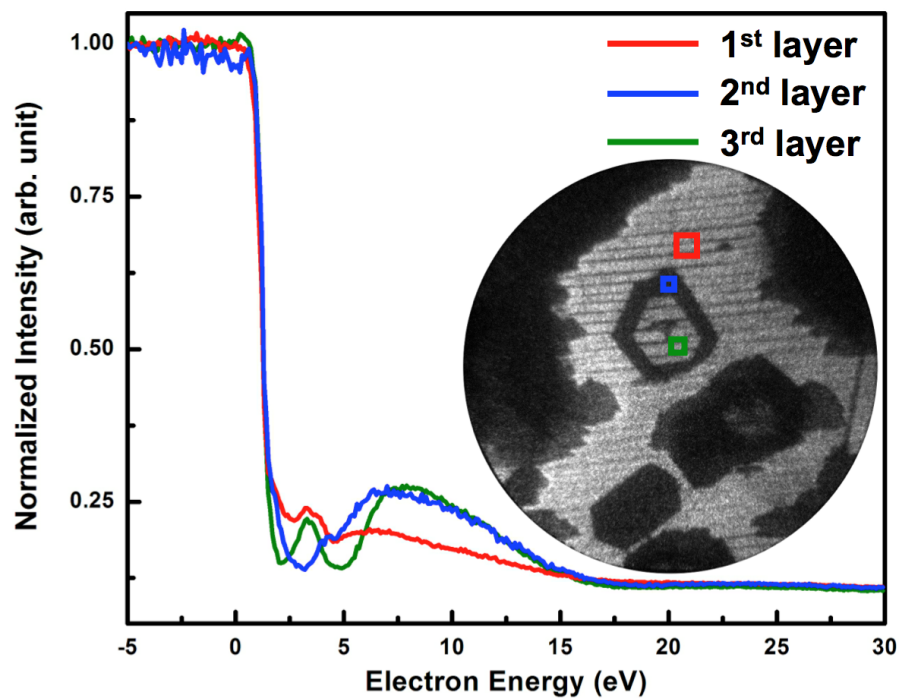 1.00
0.75
0.50
0.25
Normalized Intensity (arb. unit)
1st layer
2nd layer
3rd layer
-5 0 5 10 15 20 25 30
Electron Energy (eV)